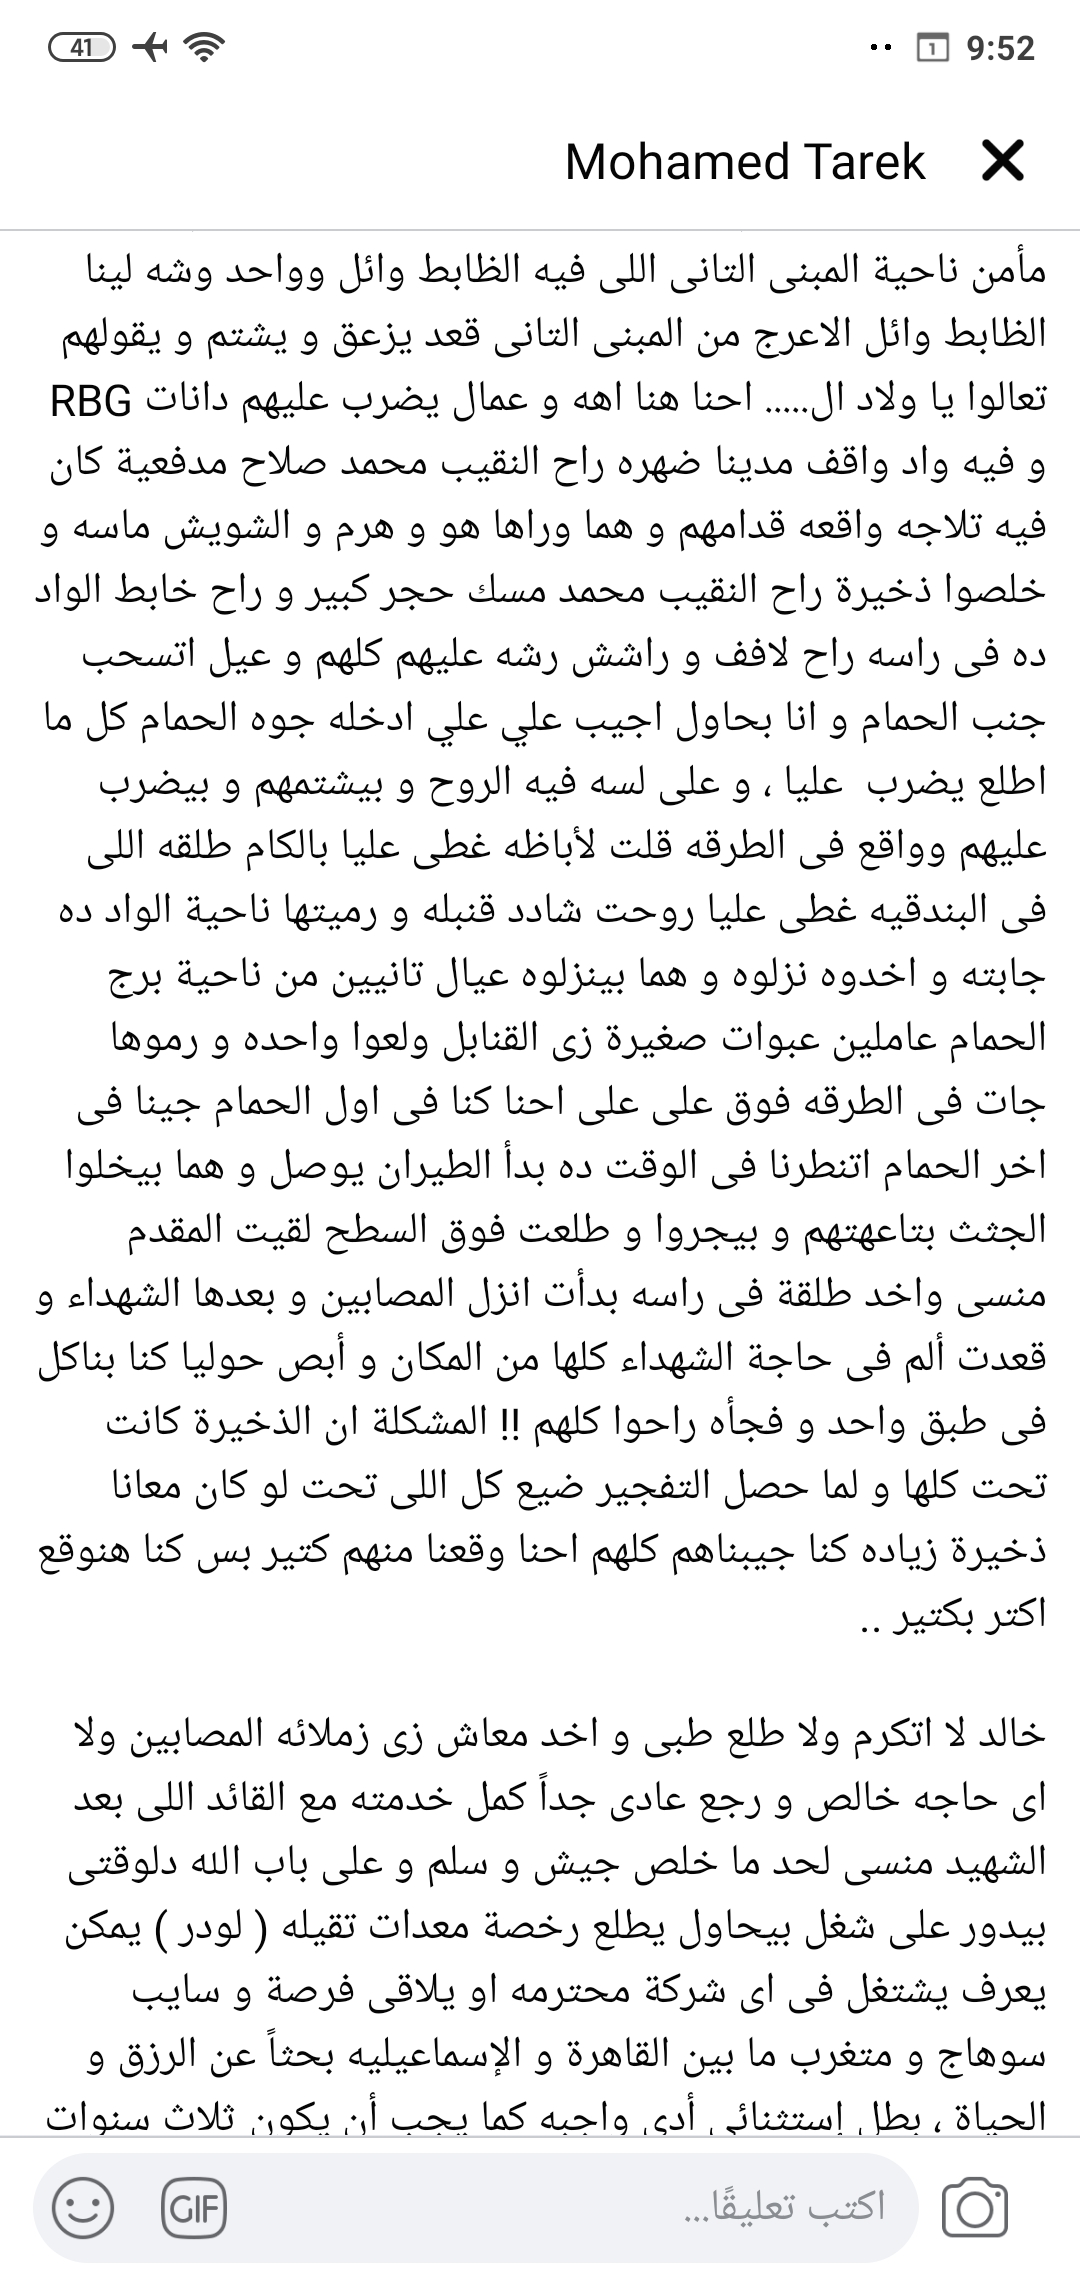 41 9:52
Mohamed Tarek
مأمن ناحية المبنى التانى اللى فيه الظابط وائل وواحد وشه لينا
الظابط وائل الاعرج من المبنى التانى قعد يزعق و يشتم و يقولهم
تعالوا يا ولاد ال..... احنا هنا اهه و عمال يضرب عليهم دانات RBG
و فيه واد واقف مدينا ضهره راح النقيب محمد صلاح مدفعية كان
فيه تلاجه واقعه قدامهم و هما وراها هو و هرم و الشويش ماسه و
خلصوا ذخيرة راح النقيب محمد مسك حجر كبير و راح خابط الواد
ده فى راسه راح لافف و راشش رشه عليهم كلهم و عيل اتسحب
جنب الحمام و انا بحاول اجيب علي علي ادخله جوه الحمام كل ما
اطلع يضرب عليا ، و على لسه فيه الروح و بيشتمهم و بيضرب
عليهم وواقع فى الطرقه قلت لأباظه غطى عليا بالكام طلقه اللى
فى البندقيه غطى عليا روحت شادد قنبله و رميتها ناحية الواد ده
جابته و اخدوه نزلوه و هما بينزلوه عيال تانيين من ناحية برج
الحمام عاملين عبوات صغيرة زى القنابل ولعوا واحده و رموها
جات فى الطرقه فوق على على احنا كنا فى اول الحمام جينا فى
اخر الحمام اتنطرنا فى الوقت ده بدأ الطيران يوصل و هما بيخلوا
الجثث بتاعهتهم و بيجروا و طلعت فوق السطح لقيت المقدم
منسى واخد طلقة فى راسه بدأت انزل المصابين و بعدها الشهداء و
قعدت ألم فى حاجة الشهداء كلها من المكان و أبص حوليا كنا بناكل
فى طبق واحد و فجأه راحوا كلهم !! المشكلة ان الذخيرة كانت
تحت كلها و لما حصل التفجير ضيع كل اللى تحت لو كان معانا
ذخيرة زياده كنا جيبناهم كلهم احنا وقعنا منهم كتير بس كنا هنوقع
اكتر بكتير ..
خالد لا اتكرم ولا طلع طبى و اخد معاش زى زملائه المصابين ولا
اى حاجه خالص و رجع عادى جداً كمل خدمته مع القائد اللى بعد
الشهيد منسى لحد ما خلص جيش و سلم و على باب الله دلوقتى
بيدور على شغل بيحاول يطلع رخصة معدات تقيله ( لودر ) يمكن
يعرف يشتغل فى اى شركة محترمه او يلاقى فرصة و سايب
سوهاج و متغرب ما بين القاهرة و الإسماعيليه بحثاً عن الرزق و
الحياة ، بطل إستثنائى أدى واجبه كما يجب أن يكون ثلاث سنوات
اكتب تعليقًا...
GIF